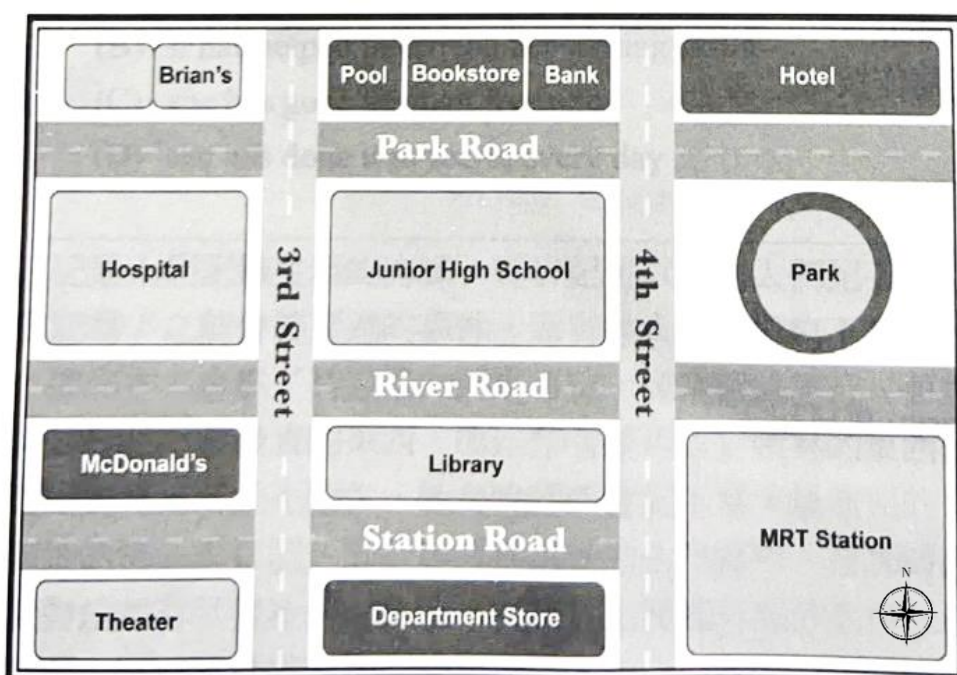 Brian's
Pool
Bookstore
Bank
Hotel
Park Road
Hospital
3rd Street
Junior High School
4th Street
Park
River Road
McDonald's
Library
Station Road
MRT Station
N
Theater
Department Store